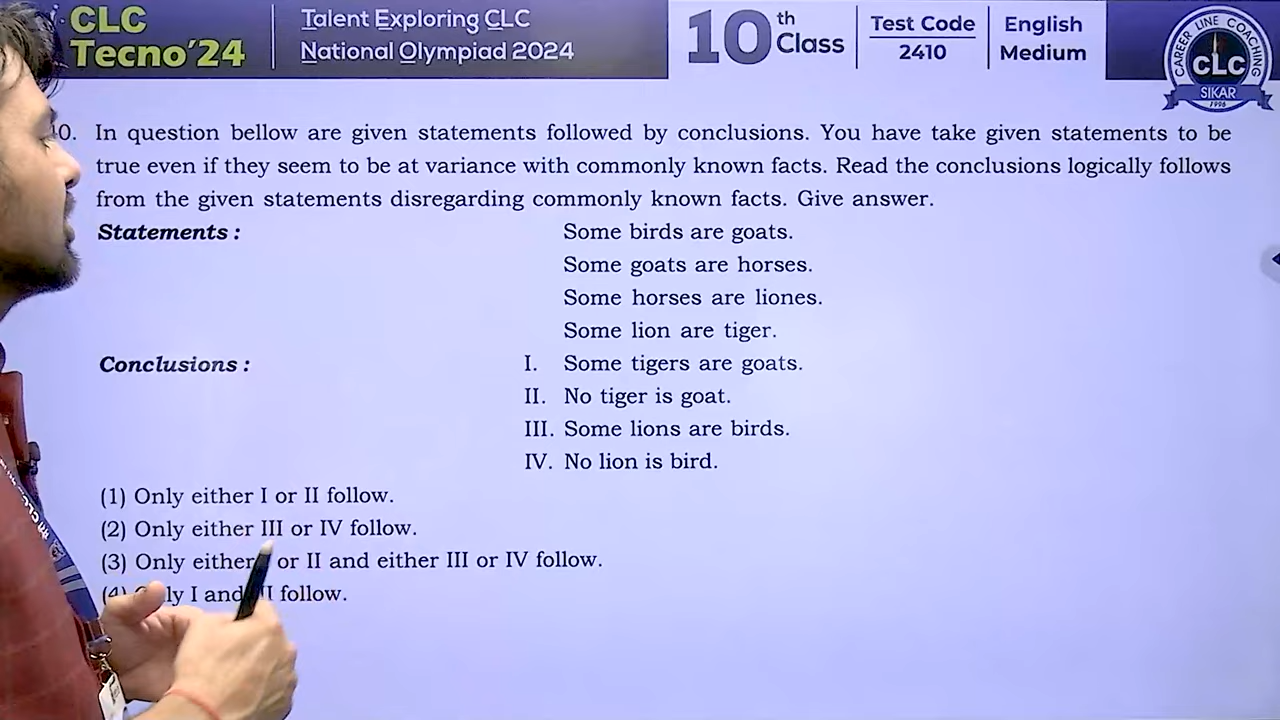 CLC
Tecno'24
Talent Exploring CLC
National Olympiad 2024
10th Class
Test Code
2410
English
Medium
CAREER LINE COACHING
CLC
SIKAR
1996
0. In question bellow are given statements followed by conclusions. You have take given statements to be
true even if they seem to be at variance with commonly known facts. Read the conclusions logically follows
from the given statements disregarding commonly known facts. Give answer.
Statements : Some birds are goats.
Some goats are horses.
Some horses are liones.
Some lion are tiger.
Conclusions : I. Some tigers are goats.
II. No tiger is goat.
III. Some lions are birds.
IV. No lion is bird.
(1) Only either I or II follow.
(2) Only either III or IV follow.
(3) Only either or II and either III or IV follow.
(4) I and follow.